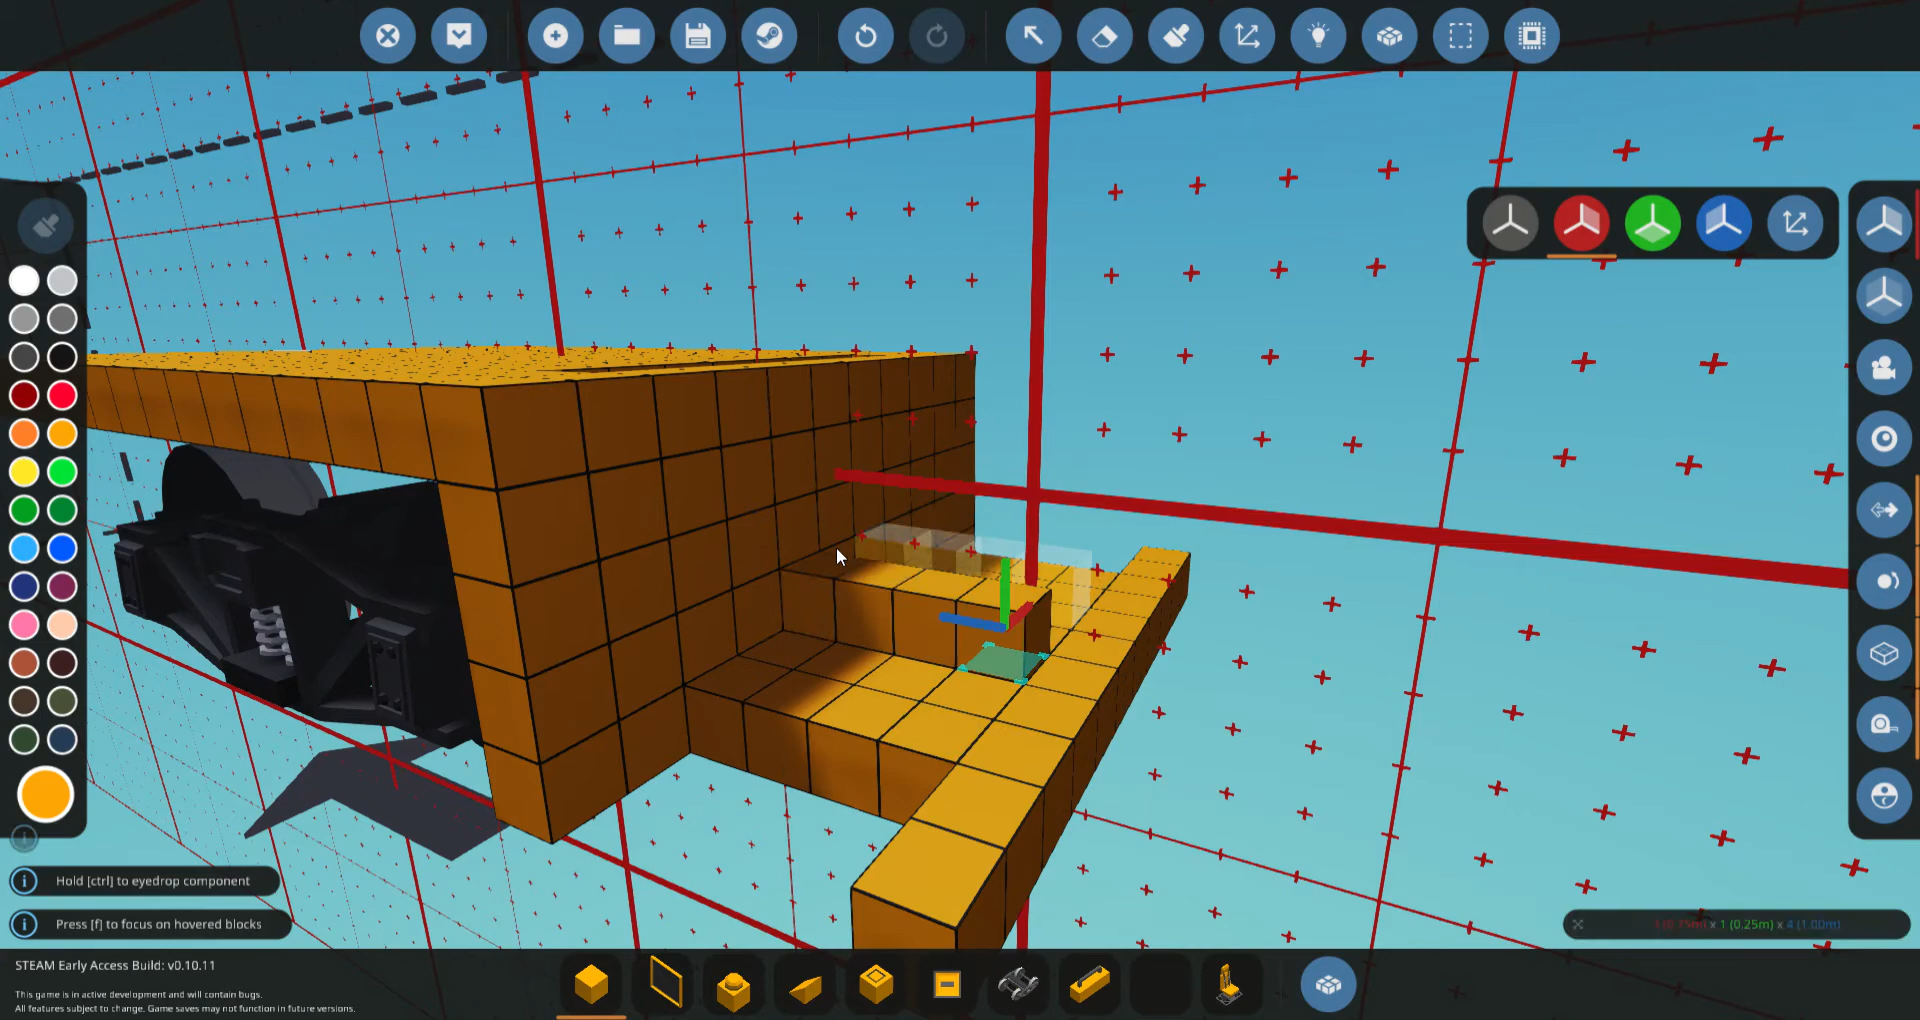 Hold [ctrl] to eyedrop component
Press [f] to focus on hovered blocks
x 1 (0.25m) x 4 (1.00m)
STEAM Early Access Build: v0.10.11
This game is in active development and will contain bugs.
All features subject to change. Game saves may not function in future versions.